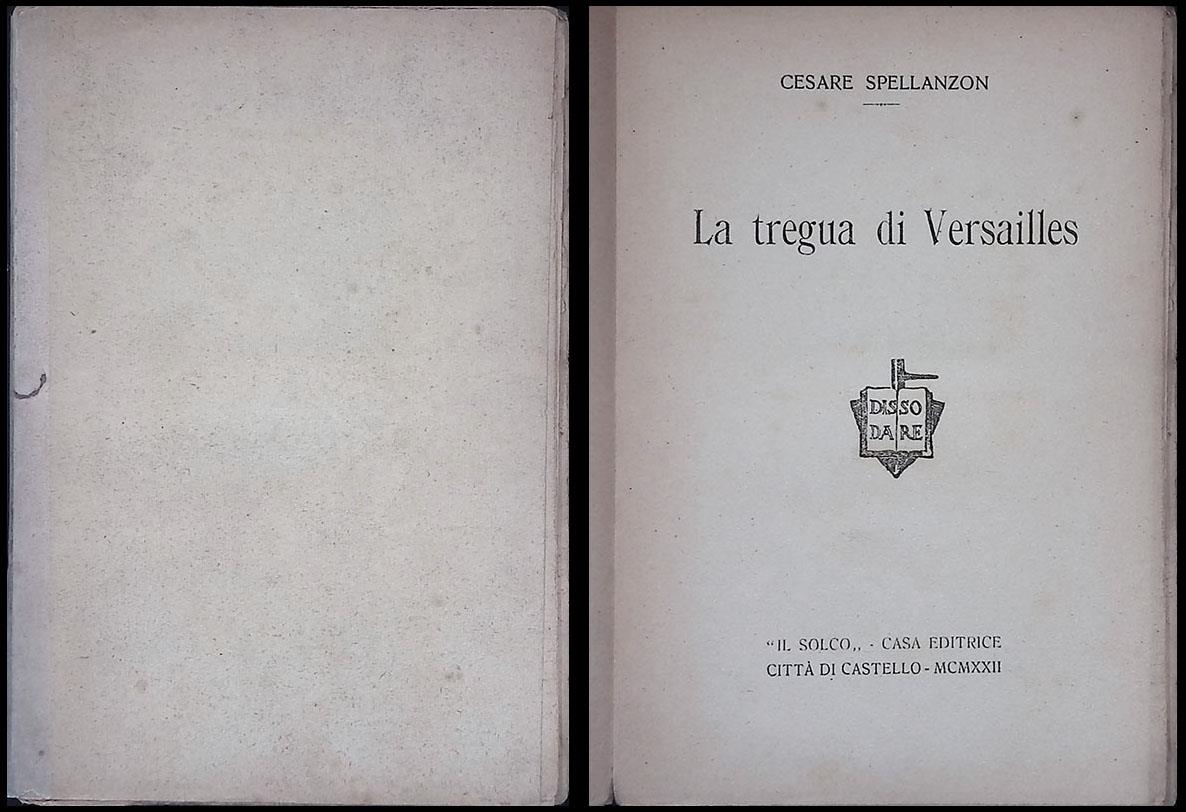 CESARE SPELLANZON
La tregua di Versailles
DISSO
DARE
“IL SOLCO„ - CASA EDITRICE
CITTÀ DI CASTELLO - MCMXXII